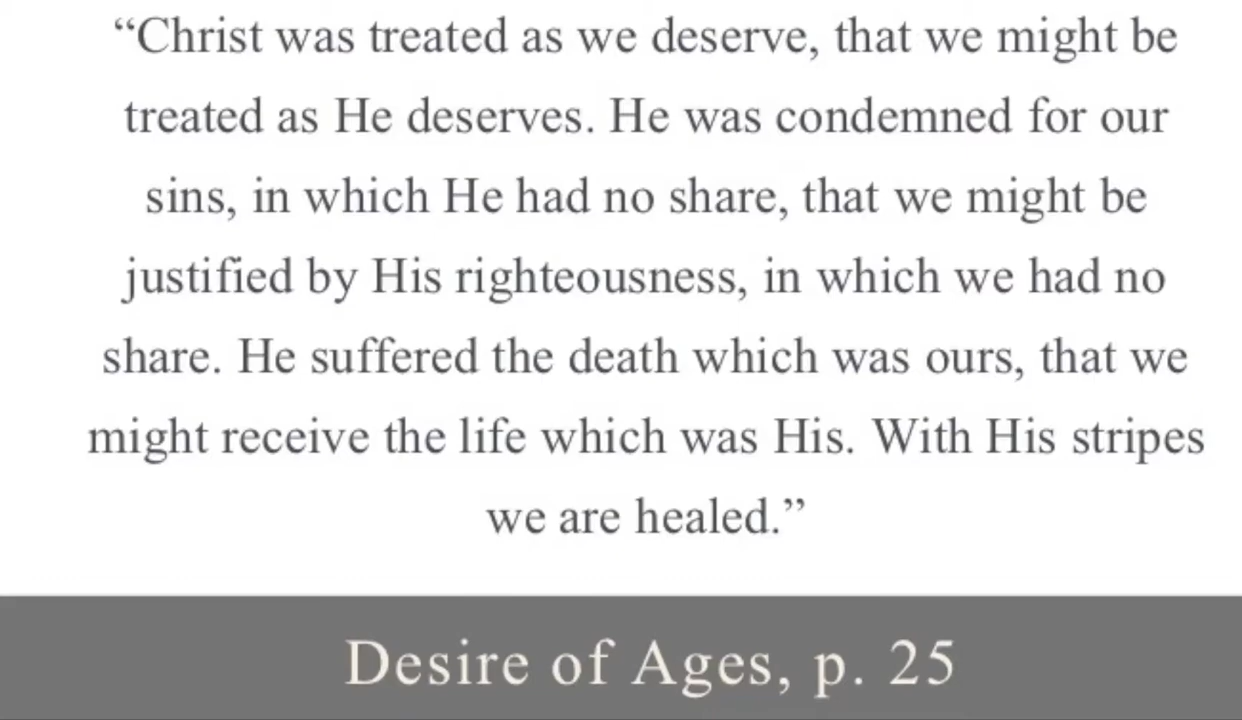 “Christ was treated as we deserve, that we might be
treated as He deserves. He was condemned for our
sins, in which He had no share, that we might be
justified by His righteousness, in which we had no
share. He suffered the death which was ours, that we
might receive the life which was His. With His stripes
we are healed.”
Desire of Ages, p. 25